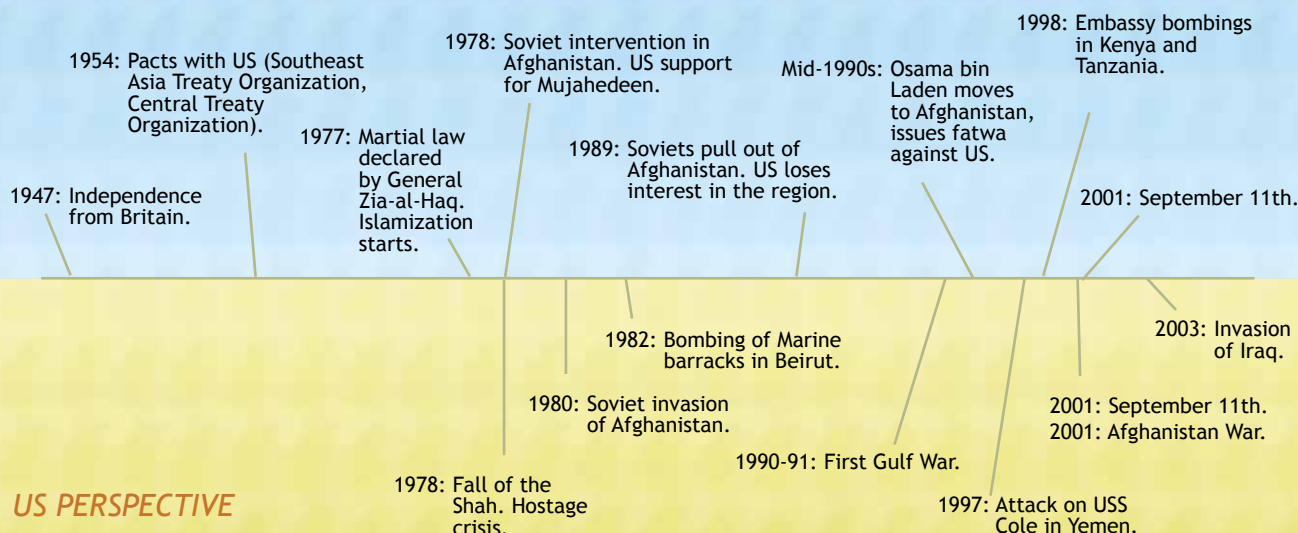 1947: Independence
from Britain.
1954: Pacts with US (Southeast
Asia Treaty Organization,
Central Treaty
Organization).
1977: Martial law
declared
by General
Zia-al-Haq.
Islamization
starts.
1978: Soviet intervention in
Afghanistan. US support
for Mujahedeen.
1989: Soviets pull out of
Afghanistan. US loses
interest in the region.
Mid-1990s: Osama bin
Laden moves
to Afghanistan,
issues fatwa
against US.
1998: Embassy bombings
in Kenya and
Tanzania.
2001: September 11th.
1978: Fall of the
Shah. Hostage
crisis.
1980: Soviet invasion
of Afghanistan.
1982: Bombing of Marine
barracks in Beirut.
1990-91: First Gulf War.
1997: Attack on USS
Cole in Yemen.
2001: September 11th.
2001: Afghanistan War.
2003: Invasion
of Iraq.
US PERSPECTIVE